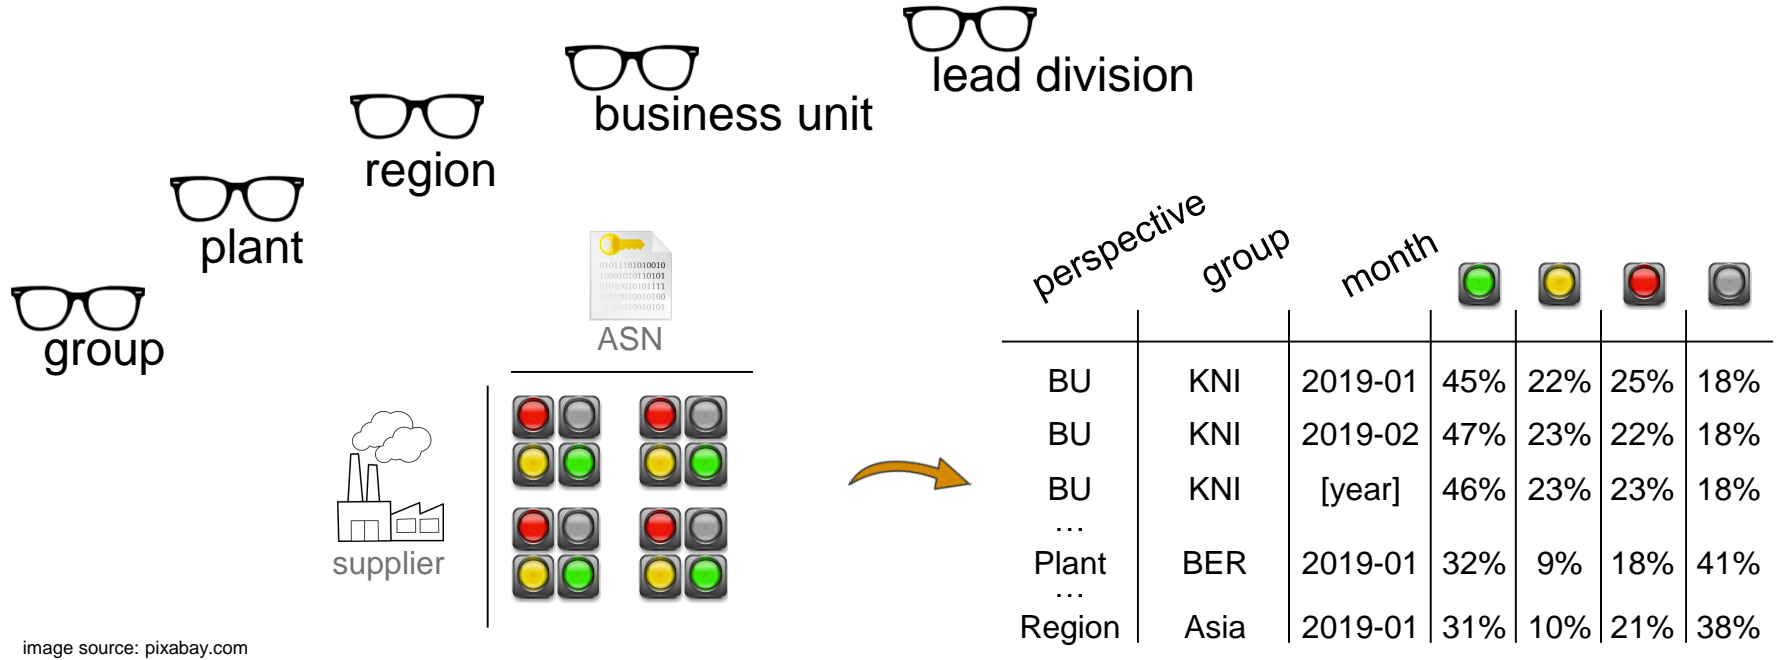 lead division
business unit
region
plant
group
ASN
supplier
perspective group month
BU KNI 2019-01 45% 22% 25% 18%
BU KNI 2019-02 47% 23% 22% 18%
BU KNI [year] 46% 23% 23% 18%
...
Plant BER 2019-01 32% 9% 18% 41%
...
Region Asia 2019-01 31% 10% 21% 38%
image source: pixabay.com